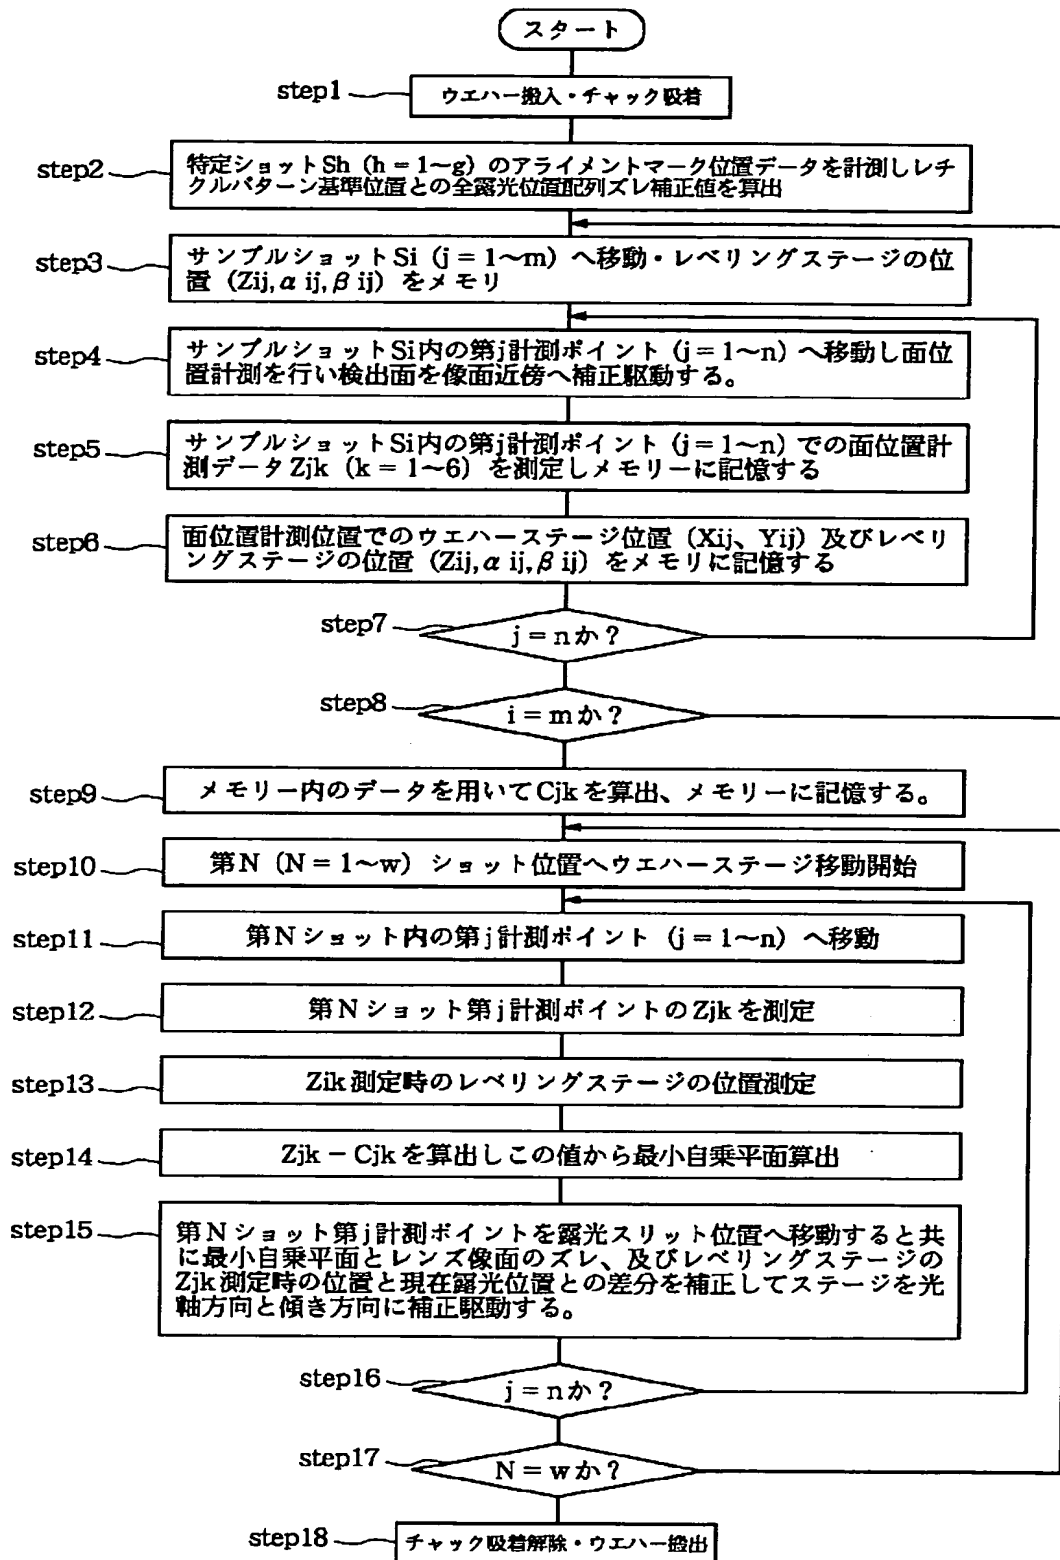 スタート
step1
ウエハー搬入・チャック吸着
step2
特定ショットSh (h = 1~g) のアライメントマーク位置データを計測しレチ
クルパターン基準位置との全露光位置配列ズレ補正値を算出
step3
サンプルショットSi (j = 1~m) へ移動・レベリングステージの位
置 (Zij, α ij, β ij) をメモリ
step4
サンプルショットSi内の第j計測ポイント (j = 1~n) へ移動し面位
置計測を行い検出面を像面近傍へ補正駆動する。
step5
サンプルショットSi内の第j計測ポイント (j = 1~n) での面位置計
測データZjk (k = 1~6) を測定しメモリーに記憶する
step6
面位置計測位置でのウエハーステージ位置 (Xij、Yij) 及びレベリ
ングステージの位置 (Zij, α ij, β ij) をメモリに記憶する
step7
j = nか?
step8
i = mか?
step9
メモリー内のデータを用いてCjkを算出、メモリーに記憶する。
step10
第N (N = 1~w) ショット位置へウエハーステージ移動開始
step11
第Nショット内の第j計測ポイント (j = 1~n) へ移動
step12
第Nショット第j計測ポイントのZjkを測定
step13
Zik測定時のレベリングステージの位置測定
step14
Zjk − Cjkを算出しこの値から最小自乗平面算出
step15
第Nショット第j計測ポイントを露光スリット位置へ移動すると共
に最小自乗平面とレンズ像面のズレ、及びレベリングステージの
Zjk測定時の位置と現在露光位置との差分を補正してステージを光
軸方向と傾き方向に補正駆動する。
step16
j = nか?
step17
N = wか?
step18
チャック吸着解除・ウエハー搬出